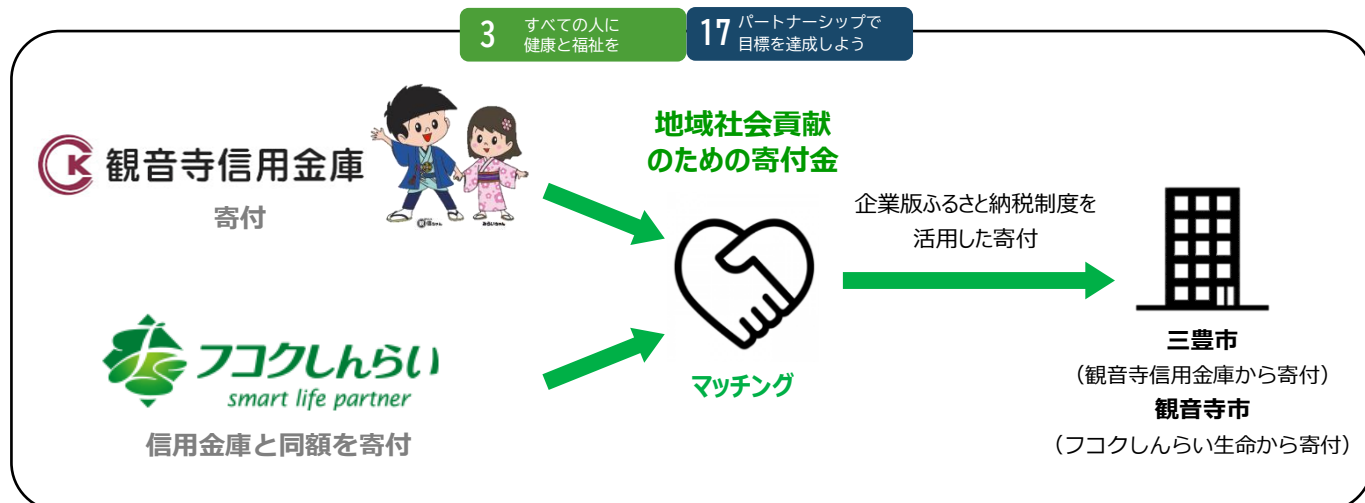 3
すべての人に
健康と福祉を
17
パートナーシップで
目標を達成しよう
観音寺信用金庫
寄付
みらいちゃん
地域社会貢献
のための寄付金
マッチング
企業版ふるさと納税制度を
活用した寄付
フコクしんらい
smart life partner
信用金庫と同額を寄付
三豊市
（観音寺信用金庫から寄付）
観音寺市
（フコクしんらい生命から寄付）